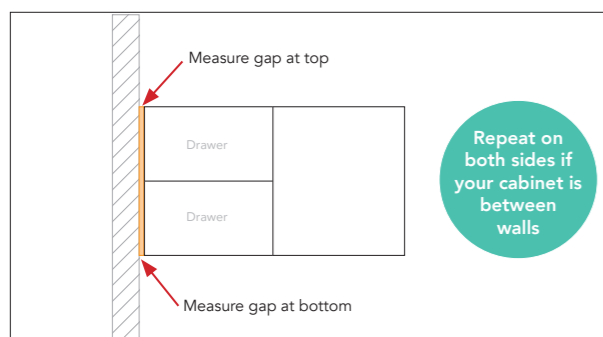 Measure gap at top
Drawer
Drawer
Repeat on
both sides if
your cabinet is
between
walls
Measure gap at bottom